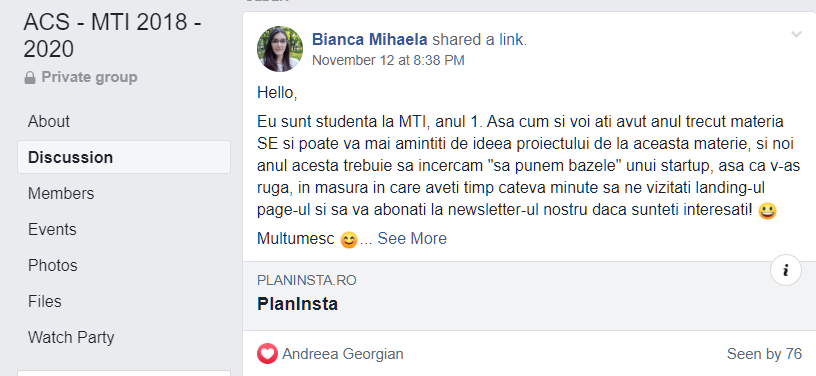 ACS - MTI 2018 -
2020
Private group
About
Discussion
Members
Events
Photos
Files
Watch Party
Bianca Mihaela shared a link.
November 12 at 8:38 PM
Hello,
Eu sunt studenta la MTI, anul 1. Asa cum si voi ati avut anul trecut materia
SE si poate va mai amintiti de ideea proiectului de la aceasta materie, si noi
anul acesta trebuie sa incercam "sa punem bazele" unui startup, asa ca v-as
ruga, in masura in care aveti timp cateva minute sa ne vizitati landing-ul
page-ul si sa va abonati la newsletter-ul nostru daca sunteti interesati! 😀
Multumesc 😊... See More
PLANINSTA.RO
PlanInsta
Andreea Georgian
Seen by 76